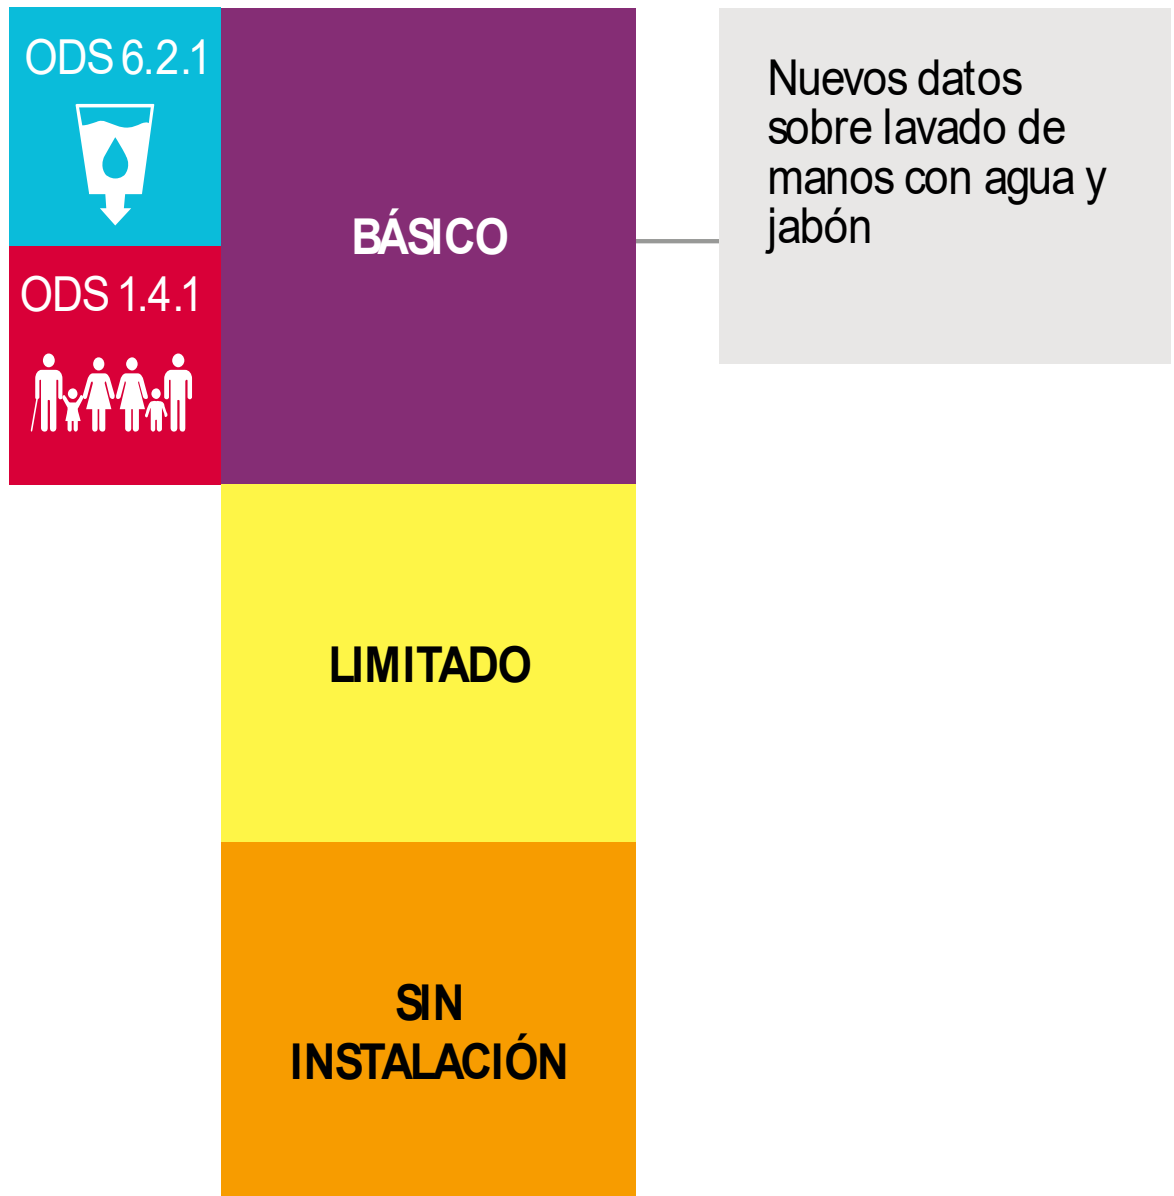 ODS 6.2.1
ODS 1.4.1
BÁSICO
Nuevos datos
sobre lavado de
manos con agua y
jabón
LIMITADO
SIN
INSTALACIÓN